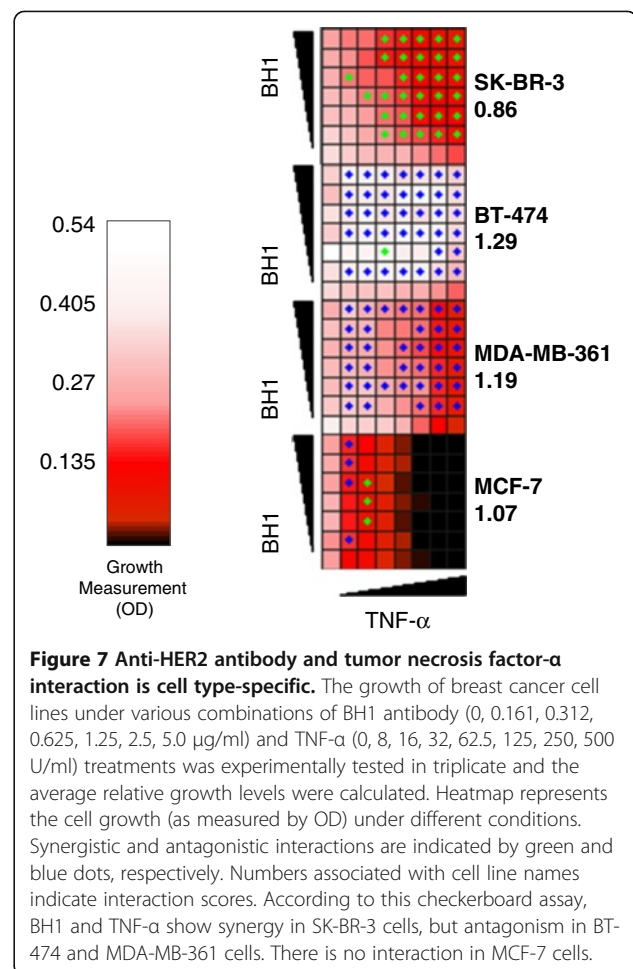 BH1
SK-BR-3
0.86
BH1
BT-474
1.29
BH1
MDA-MB-361
1.19
BH1
MCF-7
1.07
0.54
0.405
0.27
0.135
Growth
Measurement
(OD)
TNF-α
Figure 7 Anti-HER2 antibody and tumor necrosis factor-α
interaction is cell type-specific. The growth of breast cancer cell
lines under various combinations of BH1 antibody (0, 0.161, 0.312,
0.625, 1.25, 2.5, 5.0 µg/ml) and TNF-α (0, 8, 16, 32, 62.5, 125, 250, 500
U/ml) treatments was experimentally tested in triplicate and the
average relative growth levels were calculated. Heatmap represents
the cell growth (as measured by OD) under different conditions.
Synergistic and antagonistic interactions are indicated by green and
blue dots, respectively. Numbers associated with cell line names
indicate interaction scores. According to this checkerboard assay,
BH1 and TNF-α show synergy in SK-BR-3 cells, but antagonism in BT-
474 and MDA-MB-361 cells. There is no interaction in MCF-7 cells.